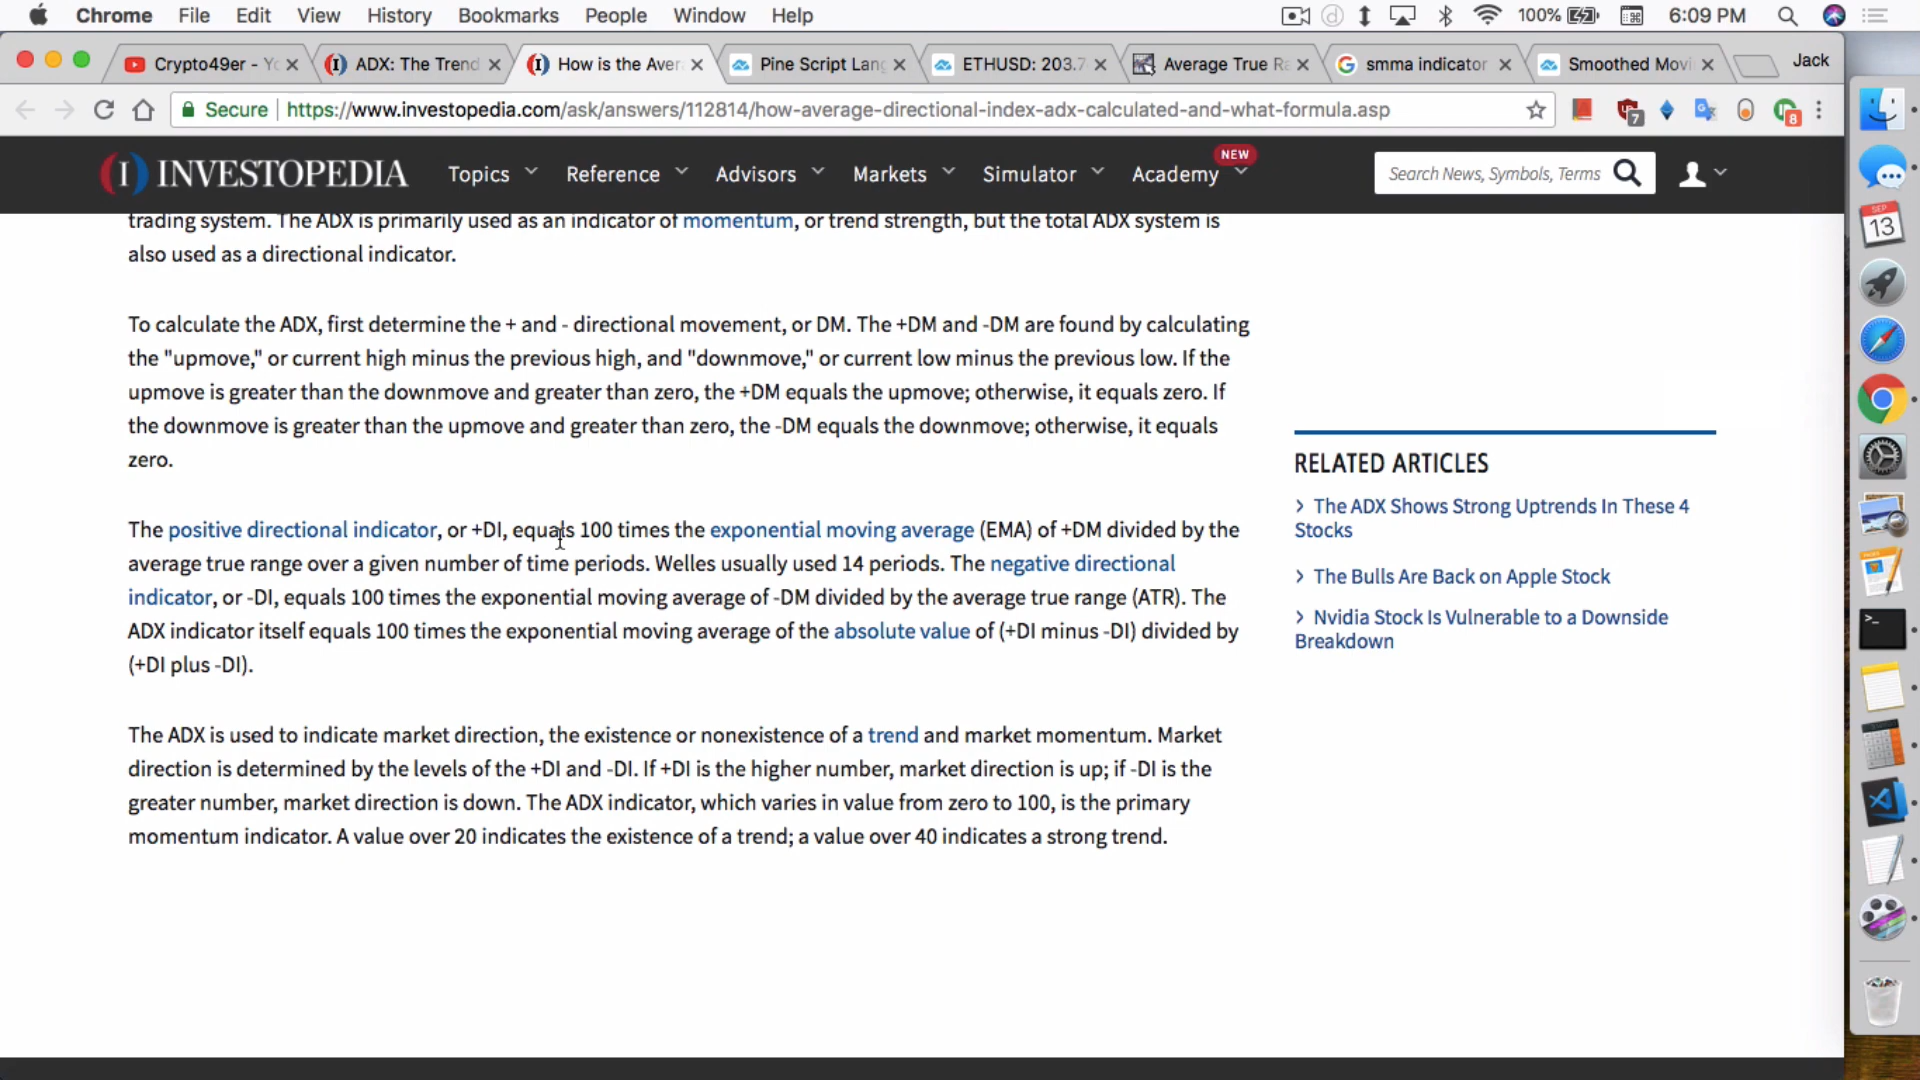 Chrome File Edit View History Bookmarks People Window Help 100% 6:09 PM
Crypto49er - Yo ADX: The Trend How is the Aver Pine Script Lang ETHUSD: 203.7 Average True Ra smma indicator Smoothed Movi Jack
Secure https://www.investopedia.com/ask/answers/112814/how-average-directional-index-adx-calculated-and-what-formula.asp 7 8
NEW
INVESTOPEDIA Topics Reference Advisors Markets Simulator Academy Search News, Symbols, Terms
trading system. The ADX is primarily used as an indicator of momentum, or trend strength, but the total ADX system is
also used as a directional indicator.
To calculate the ADX, first determine the + and - directional movement, or DM. The +DM and -DM are found by calculating
the "upmove," or current high minus the previous high, and "downmove," or current low minus the previous low. If the
upmove is greater than the downmove and greater than zero, the +DM equals the upmove; otherwise, it equals zero. If
the downmove is greater than the upmove and greater than zero, the -DM equals the downmove; otherwise, it equals
zero.
The positive directional indicator, or +DI, equals 100 times the exponential moving average (EMA) of +DM divided by the
average true range over a given number of time periods. Welles usually used 14 periods. The negative directional
indicator, or -DI, equals 100 times the exponential moving average of -DM divided by the average true range (ATR). The
ADX indicator itself equals 100 times the exponential moving average of the absolute value of (+DI minus -DI) divided by
(+DI plus -DI).
The ADX is used to indicate market direction, the existence or nonexistence of a trend and market momentum. Market
direction is determined by the levels of the +DI and -DI. If +DI is the higher number, market direction is up; if -DI is the
greater number, market direction is down. The ADX indicator, which varies in value from zero to 100, is the primary
momentum indicator. A value over 20 indicates the existence of a trend; a value over 40 indicates a strong trend.
RELATED ARTICLES
> The ADX Shows Strong Uptrends In These 4
Stocks
> The Bulls Are Back on Apple Stock
> Nvidia Stock Is Vulnerable to a Downside
Breakdown
SEP
13